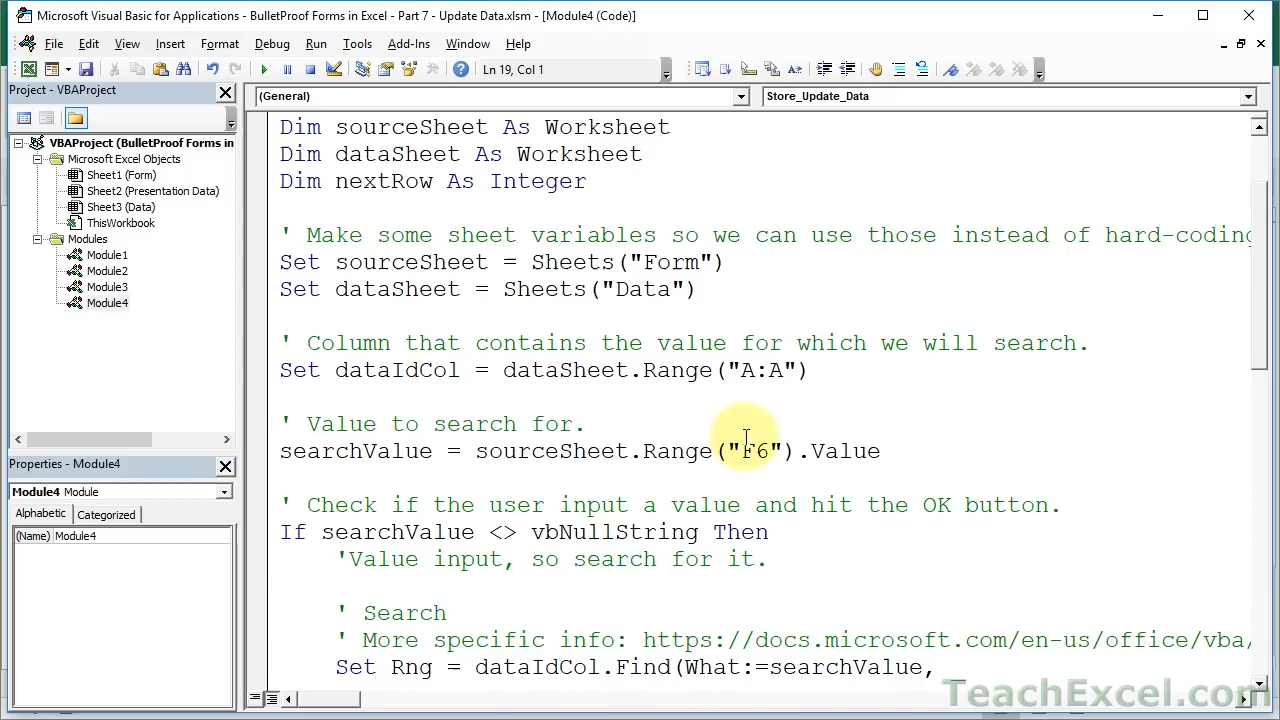 Microsoft Visual Basic for Applications - BulletProof Forms in Excel - Part 7 - Update Data.xlsm - [Module4 (Code)]
File Edit View Insert Format Debug Run Tools Add-Ins Window Help
Ln 19, Col 1
Project - VBAProject
(General)
Store_Update_Data
VBAProject (BulletProof Forms in
Microsoft Excel Objects
Sheet1 (Form)
Sheet2 (Presentation Data)
Sheet3 (Data)
ThisWorkbook
Modules
Module1
Module2
Module3
Module4
Properties - Module4
Module4 Module
Alphabetic Categorized
(Name) Module4
Dim sourceSheet As Worksheet
Dim dataSheet As Worksheet
Dim nextRow As Integer
' Make some sheet variables so we can use those instead of hard-coding
Set sourceSheet = Sheets("Form")
Set dataSheet = Sheets("Data")
' Column that contains the value for which we will search.
Set dataIdCol = dataSheet.Range("A:A")
' Value to search for.
searchValue = sourceSheet.Range("F6").Value
' Check if the user input a value and hit the OK button.
If searchValue <> vbNullString Then
'Value input, so search for it.
' Search
' More specific info: https://docs.microsoft.com/en-us/office/vba/
Set Rng = dataIdCol.Find(What:=searchValue, _
TeachExcel.com